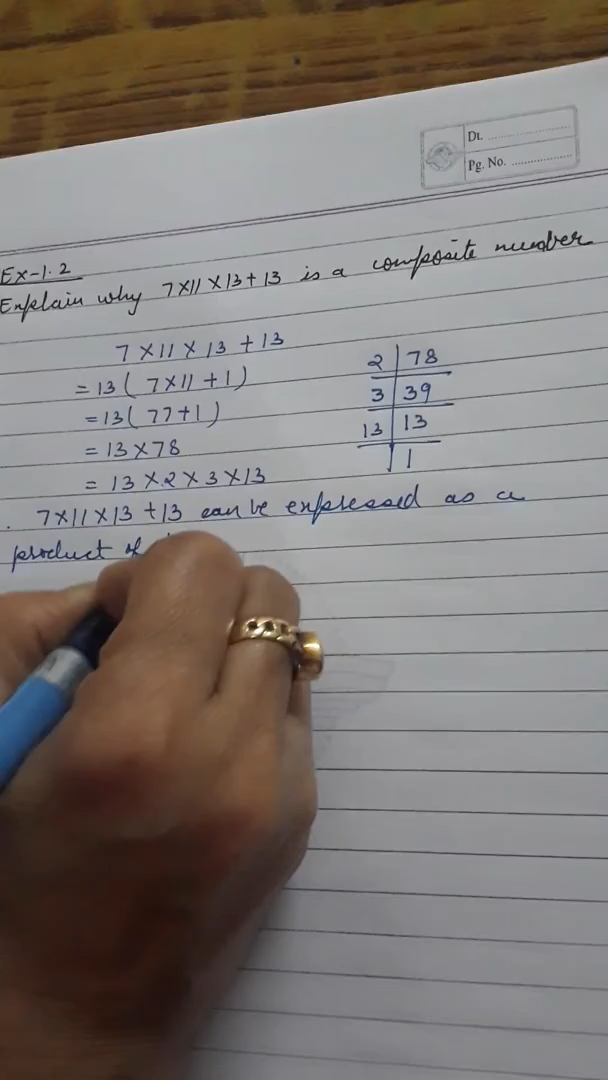 Dt. ....................
Pg. No. ..................
Ex-1.2
Explain why 7×11×13+13 is a composite number
7×11×13+13
=13(7×11+1)
=13(77+1)
=13×78
=13×2×3×13
2 | 78
3 | 39
13 | 13
| 1
. 7×11×13+13 can be expressed as a
product of